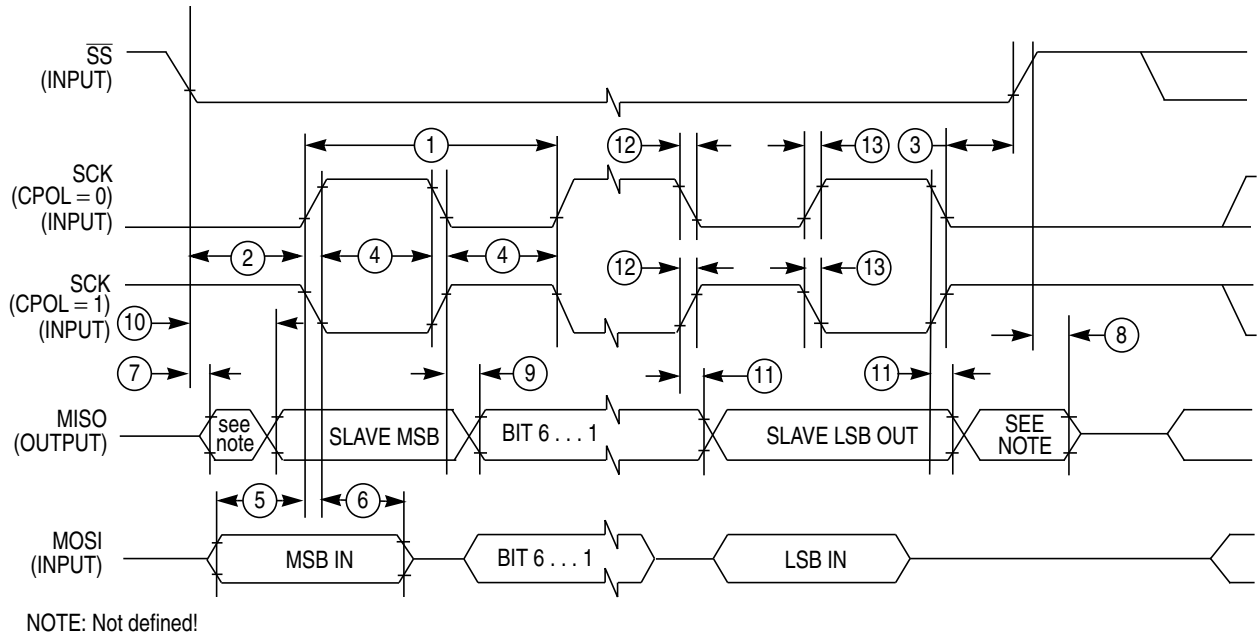 SS
(INPUT)
1
12
13
3
SCK
(CPOL = 0)
(INPUT)
2
4
4
12
13
SCK
(CPOL = 1)
(INPUT)
10
8
7
9
11
11
MISO
(OUTPUT)
see
note
SLAVE MSB
BIT 6 . . . 1
SLAVE LSB OUT
SEE
NOTE
5
6
MOSI
(INPUT)
MSB IN
BIT 6 . . . 1
LSB IN
NOTE: Not defined!